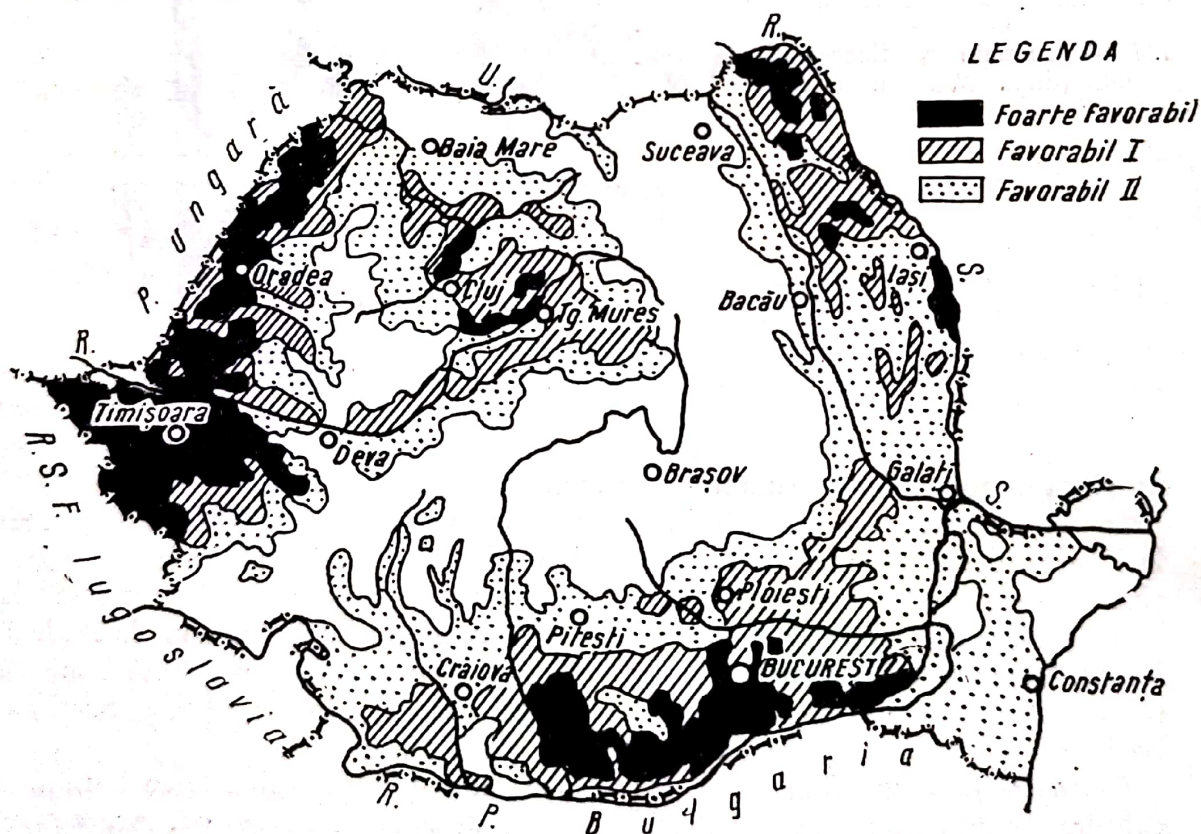 LEGENDA
Foarte favorabil
Favorabil I
Favorabil II
R.
U.
S.
S.
R. P. Ungară
Baia Mare
Suceava
Oradea
Cluj
Tg. Mureș
Iași
Bacău
Timișoara
Deva
Brașov
Galați
Ploiești
Pitești
Craiova
BUCUREȘTI
Constanța
R.S.F. Iugoslavia
R. P. Bulgaria